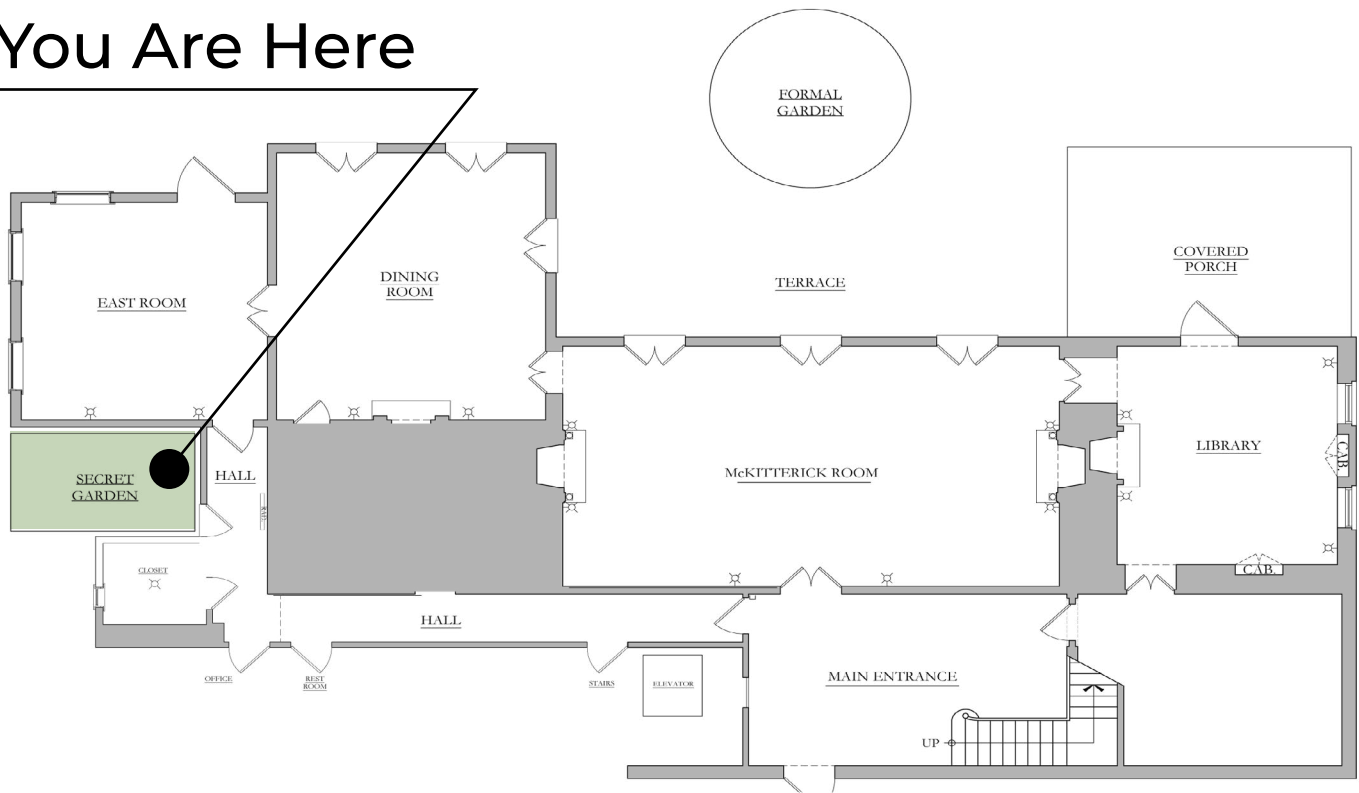 You Are Here
FORMAL
GARDEN
COVERED
PORCH
TERRACE
DINING
ROOM
EAST ROOM
LIBRARY
CAB.
McKITTERICK ROOM
SECRET
GARDEN
HALL
CLOSET
CAB.
HALL
OFFICE
REST
ROOM
STAIRS
ELEVATOR
MAIN ENTRANCE
UP